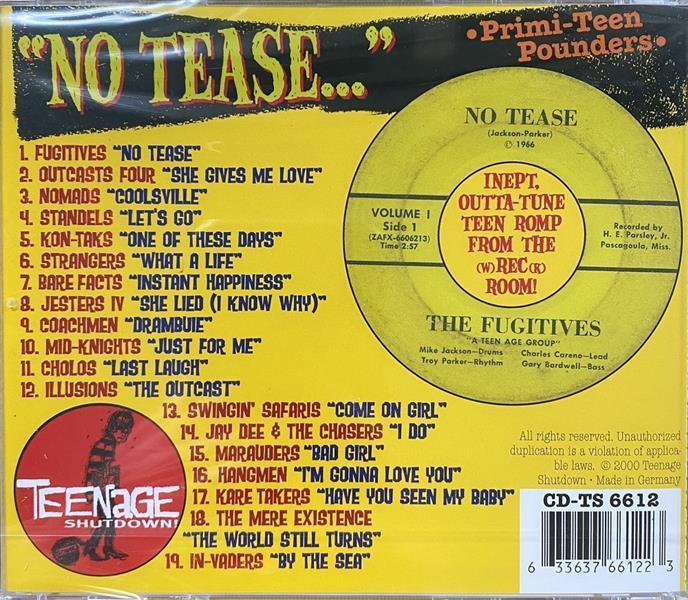 "NO TEASE..."
•Primi-Teen
Pounders•
1. FUGITIVES "NO TEASE"
2. OUTCASTS FOUR "SHE GIVES ME LOVE"
3. NOMADS "COOLSVILLE"
4. STANDELS "LET'S GO"
5. KON-TAKS "ONE OF THESE DAYS"
6. STRANGERS "WHAT A LIFE"
7. BARE FACTS "INSTANT HAPPINESS"
8. JESTERS IV "SHE LIED (I KNOW WHY)"
9. COACHMEN "DRAMBUIE"
10. MID-KNIGHTS "JUST FOR ME"
11. CHOLOS "LAST LAUGH"
12. ILLUSIONS "THE OUTCAST"
13. SWINGIN' SAFARIS "COME ON GIRL"
14. JAY DEE & THE CHASERS "I DO"
15. MARAUDERS "BAD GIRL"
16. HANGMEN "I'M GONNA LOVE YOU"
17. KARE TAKERS "HAVE YOU SEEN MY BABY"
18. THE MERE EXISTENCE
"THE WORLD STILL TURNS"
19. IN-VADERS "BY THE SEA"
NO TEASE
(Jackson-Parker)
℗ 1966
VOLUME I
Side 1
(ZAFX-6606213)
Time 2:57
INEPT,
OUTTA-TUNE
TEEN ROMP
FROM THE
(W)REC(K)
ROOM!
Recorded by
H. E. Parsley, Jr.
Pascagoula, Miss.
THE FUGITIVES
"A TEEN AGE GROUP"
Mike Jackson—Drums Charles Careno—Lead
Troy Parker—Rhythm Gary Bardwell—Bass
TEENAGE
SHUTDOWN!
All rights reserved. Unauthorized
duplication is a violation of applica-
ble laws. © 2000 Teenage
Shutdown • Made in Germany
CD-TS 6612
6 33637 66122 3